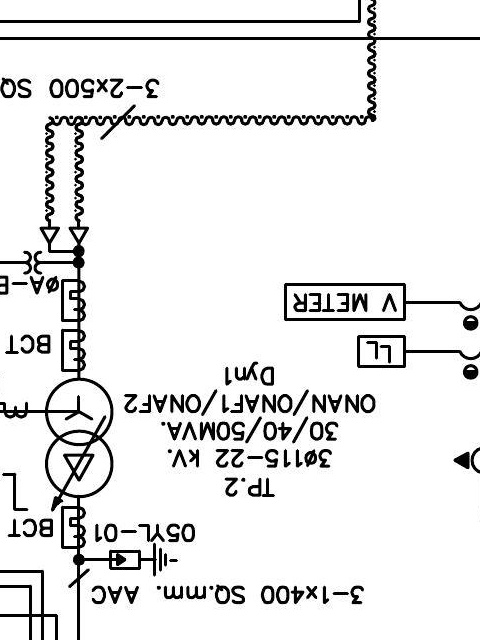 3-1x400 SQ.mm. AAC
05YL-01
BCT
TP.2
3ø115-22 kV.
30/40/50MVA.
ONAN/ONAF1/ONAF2
Dyn1
LL
BCT
V METER
3-2x500 SQ